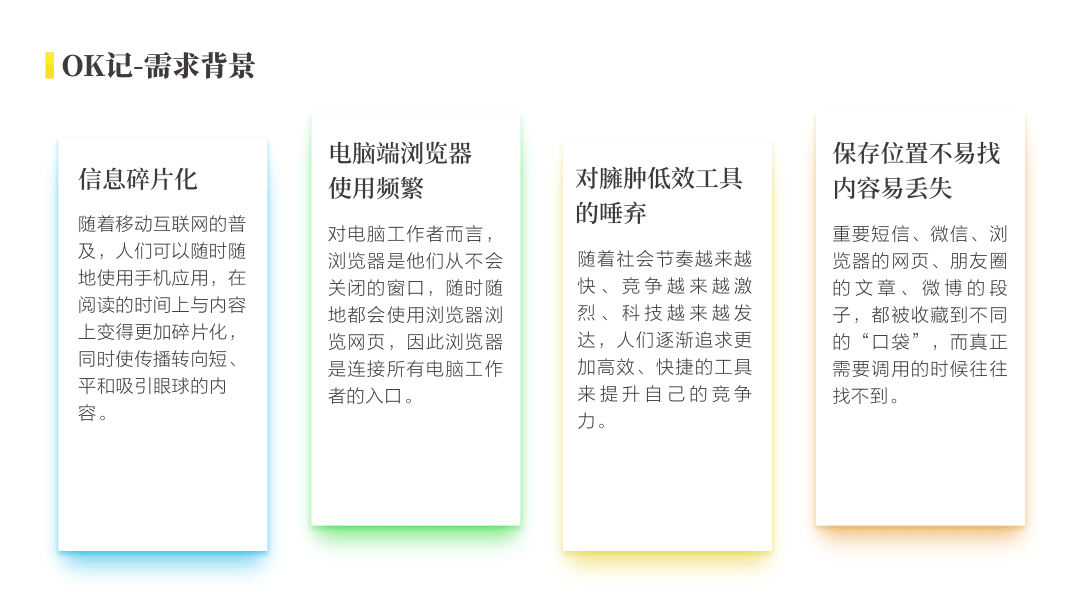 OK记-需求背景
信息碎片化
随着移动互联网的普
及，人们可以随时随
地使用手机应用，在
阅读的时间上与内容
上变得更加碎片化，
同时使传播转向短、
平和吸引眼球的内
容。
电脑端浏览器
使用频繁
对电脑工作者而言，
浏览器是他们从不会
关闭的窗口，随时随
地都会使用浏览器浏
览网页，因此浏览器
是连接所有电脑工作
者的入口。
对臃肿低效工具
的唾弃
随着社会节奏越来越
快、竞争越来越激
烈、科技越来越发
达，人们逐渐追求更
加高效、快捷的工具
来提升自己的竞争
力。
保存位置不易找
内容易丢失
重要短信、微信、浏
览器的网页、朋友圈
的文章、微博的段
子，都被收藏到不同
的“口袋”，而真正
需要调用的时候往往
找不到。